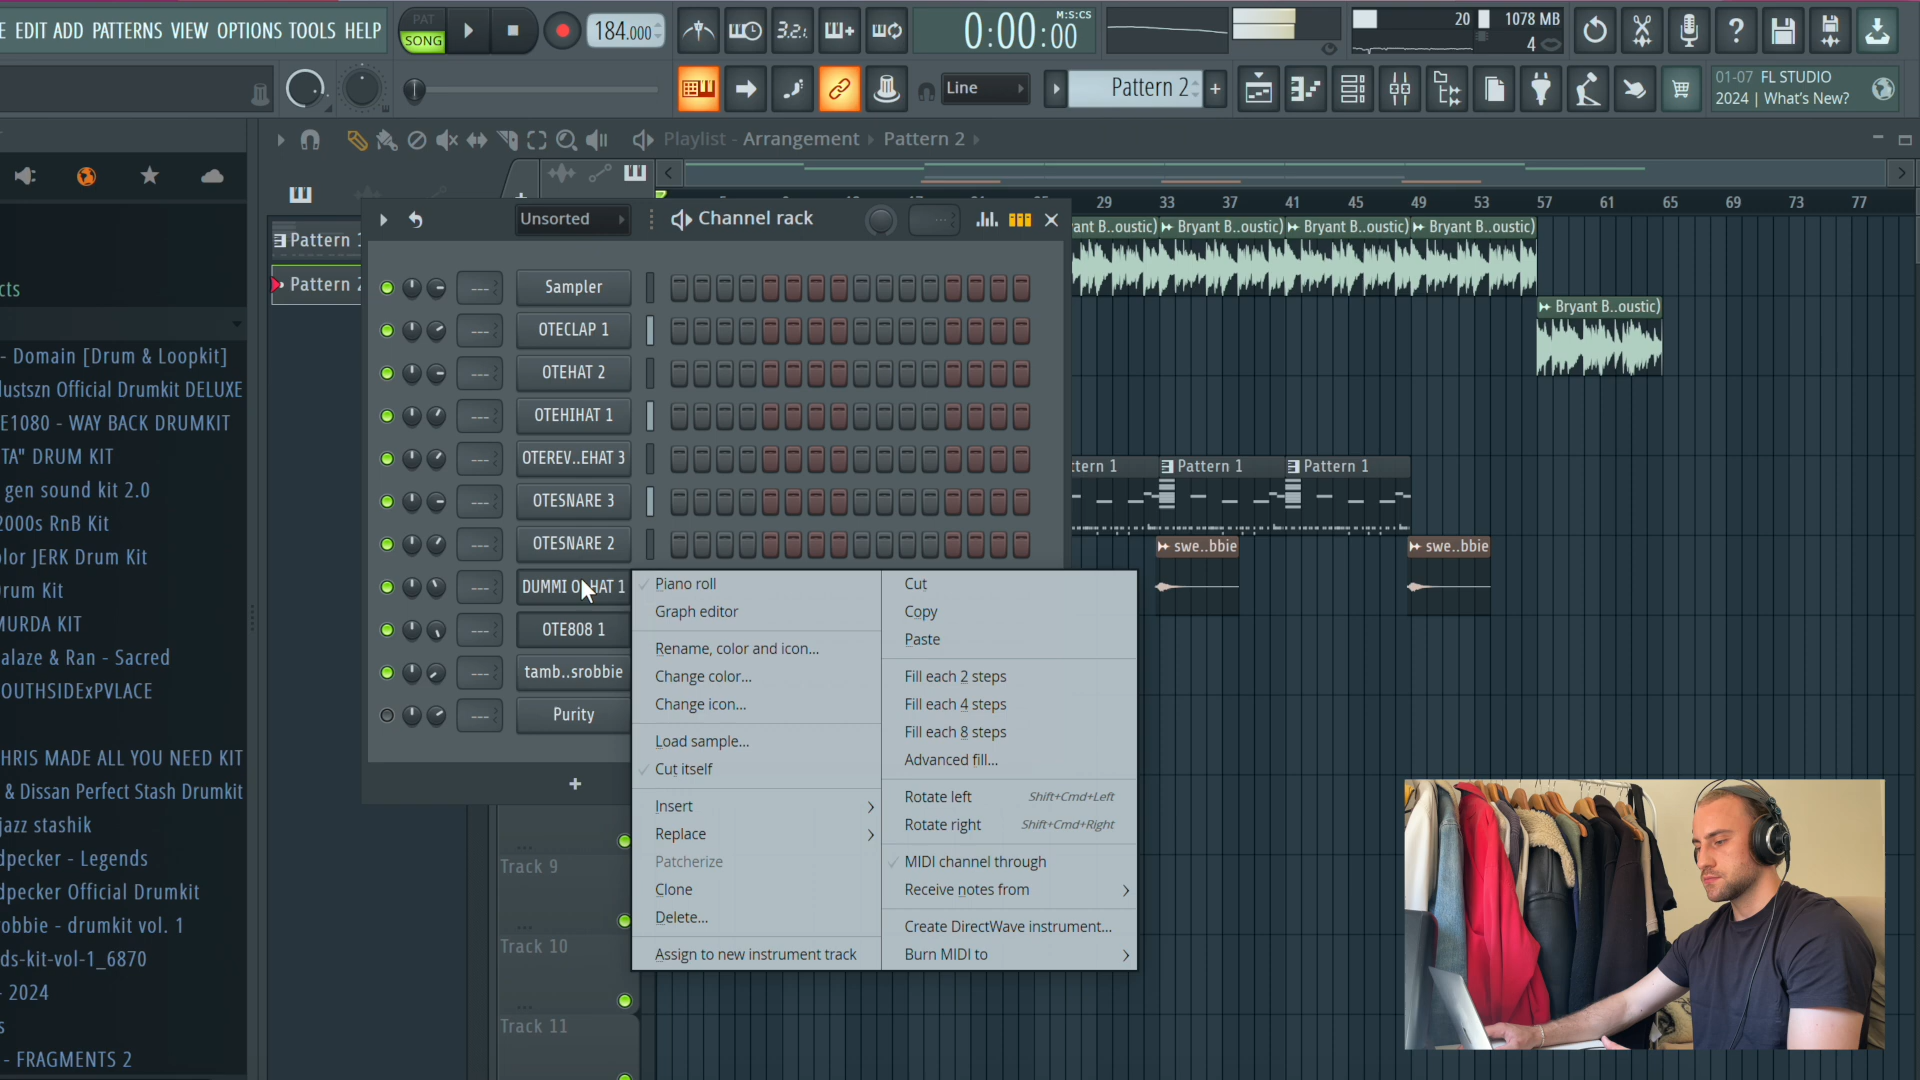 E EDIT ADD PATTERNS VIEW OPTIONS TOOLS HELP
PAT
SONG
184.000
3.2.
0:00:00
M:S:CS
20
1078 MB
4
Line
Pattern 2
+
01-07 FL STUDIO
2024 | What's New?
Playlist - Arrangement
Pattern 2
Unsorted
Channel rack
29 33 37 41 45 49 53 57 61 65 69 73 77
Pattern 1
Pattern 2
ant B..oustic)
Bryant B..oustic)
Bryant B..oustic)
Bryant B..oustic)
Bryant B..oustic)
cts
- Domain [Drum & Loopkit]
lustszn Official Drumkit DELUXE
E1080 - WAY BACK DRUMKIT
TA" DRUM KIT
gen sound kit 2.0
2000s RnB Kit
olor JERK Drum Kit
Drum Kit
MURDA KIT
alaze & Ran - Sacred
OUTHSIDExPVLACE
HRIS MADE ALL YOU NEED KIT
& Dissan Perfect Stash Drumkit
jazz stashik
dpecker - Legends
dpecker Official Drumkit
robbie - drumkit vol. 1
ds-kit-vol-1_6870
- 2024
s
- FRAGMENTS 2
Sampler
OTECLAP 1
OTEHAT 2
OTEHIHAT 1
OTEREV..EHAT 3
OTESNARE 3
OTESNARE 2
DUMMI O HAT 1
OTE808 1
tamb..srobbie
Purity
+
ttern 1
Pattern 1
Pattern 1
swe..bbie
swe..bbie
Piano roll
Graph editor
Rename, color and icon...
Change color...
Change icon...
Load sample...
Cut itself
Insert
Replace
Patcherize
Clone
Delete...
Assign to new instrument track
Cut
Copy
Paste
Fill each 2 steps
Fill each 4 steps
Fill each 8 steps
Advanced fill...
Rotate left Shift+Cmd+Left
Rotate right Shift+Cmd+Right
MIDI channel through
Receive notes from
Create DirectWave instrument...
Burn MIDI to
Track 9
Track 10
Track 11